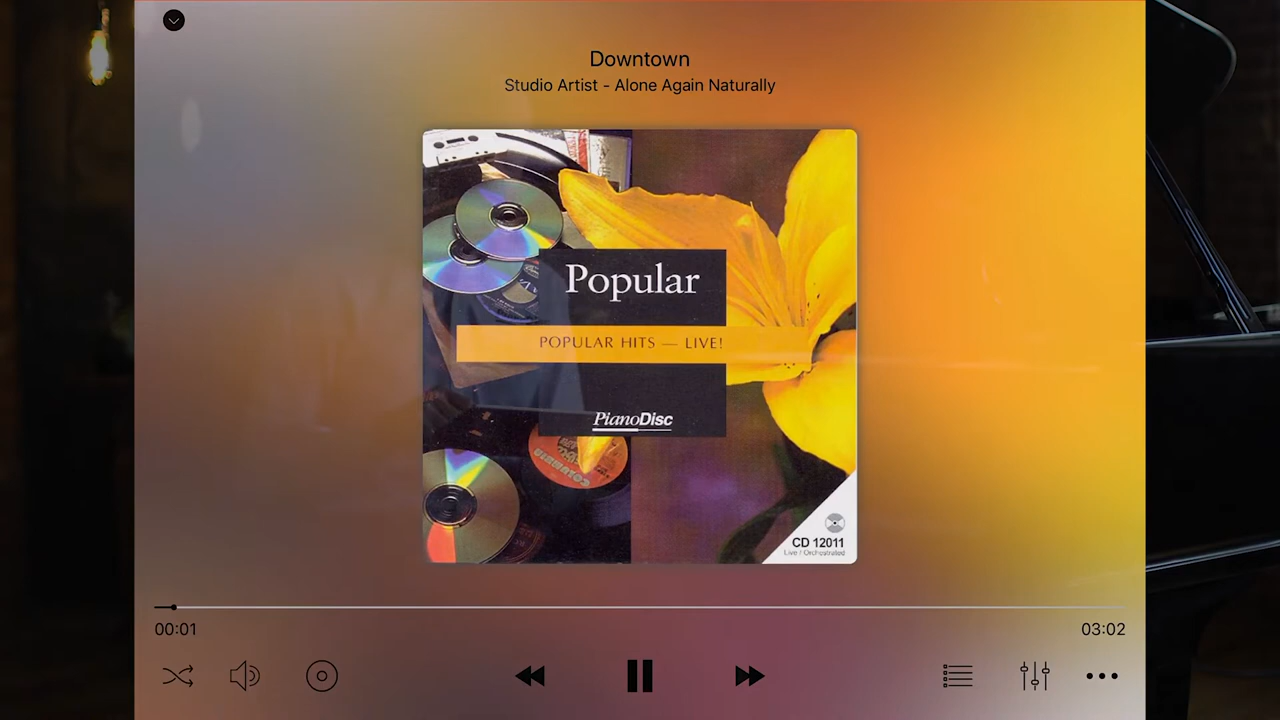 Downtown
Studio Artist - Alone Again Naturally
Popular
POPULAR HITS — LIVE!
PianoDisc
CD 12011
Live / Orchestrated
00:01
03:02